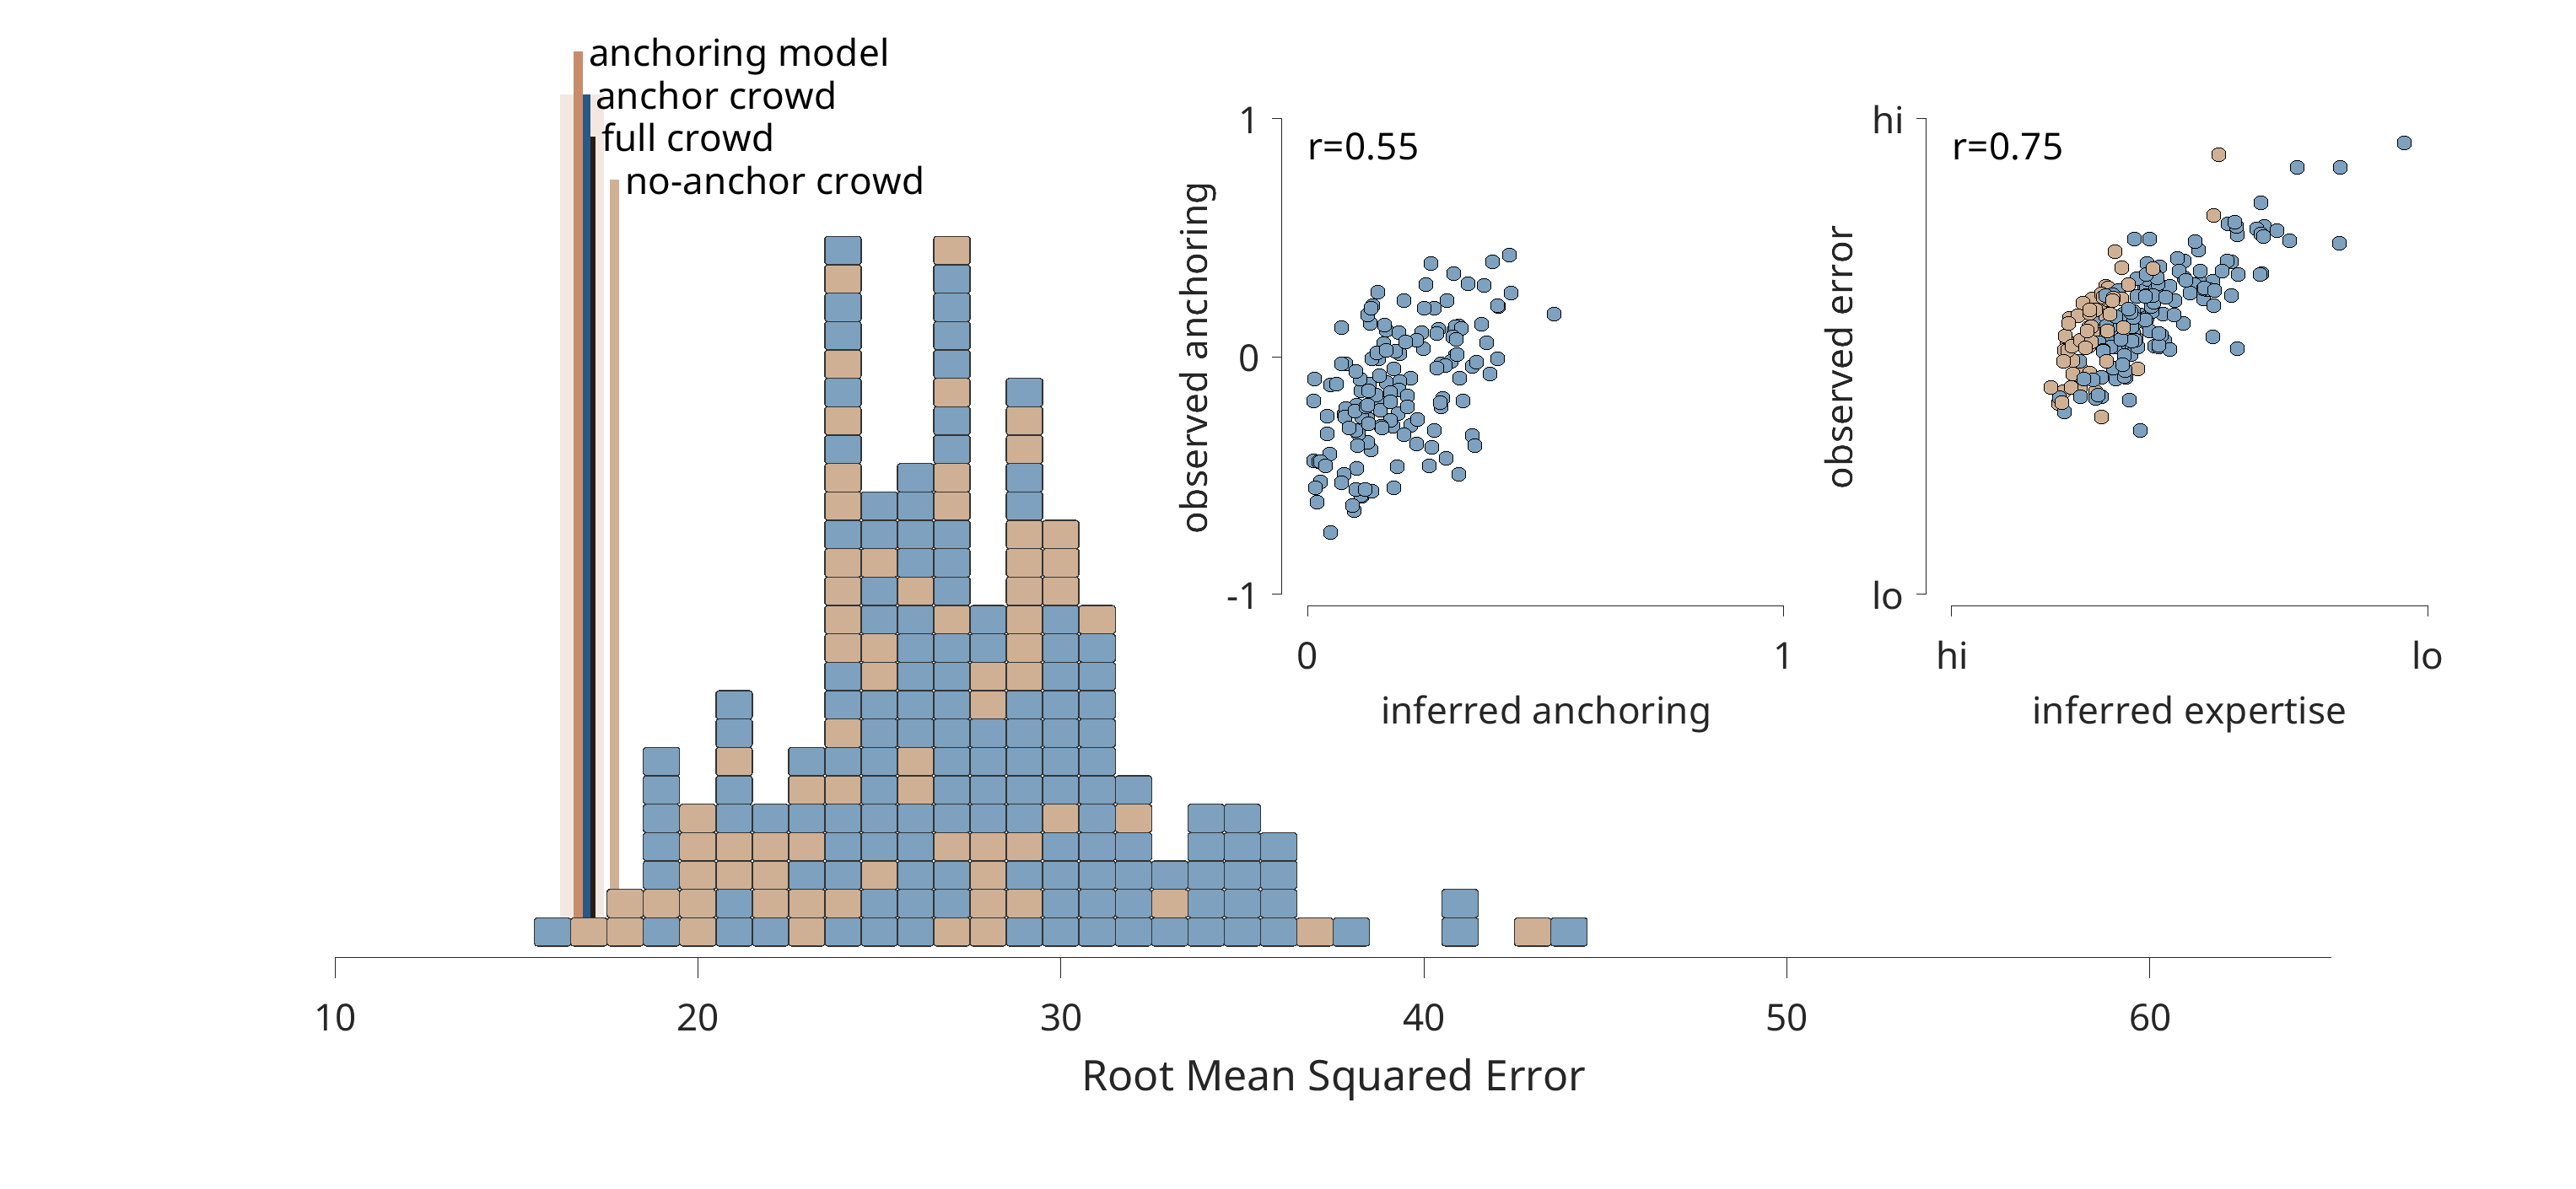 anchoring model
anchor crowd
full crowd
no-anchor crowd
1
0
-1
observed anchoring
r=0.55
0 1
inferred anchoring
hi
lo
observed error
r=0.75
hi lo
inferred expertise
10 20 30 40 50 60
Root Mean Squared Error